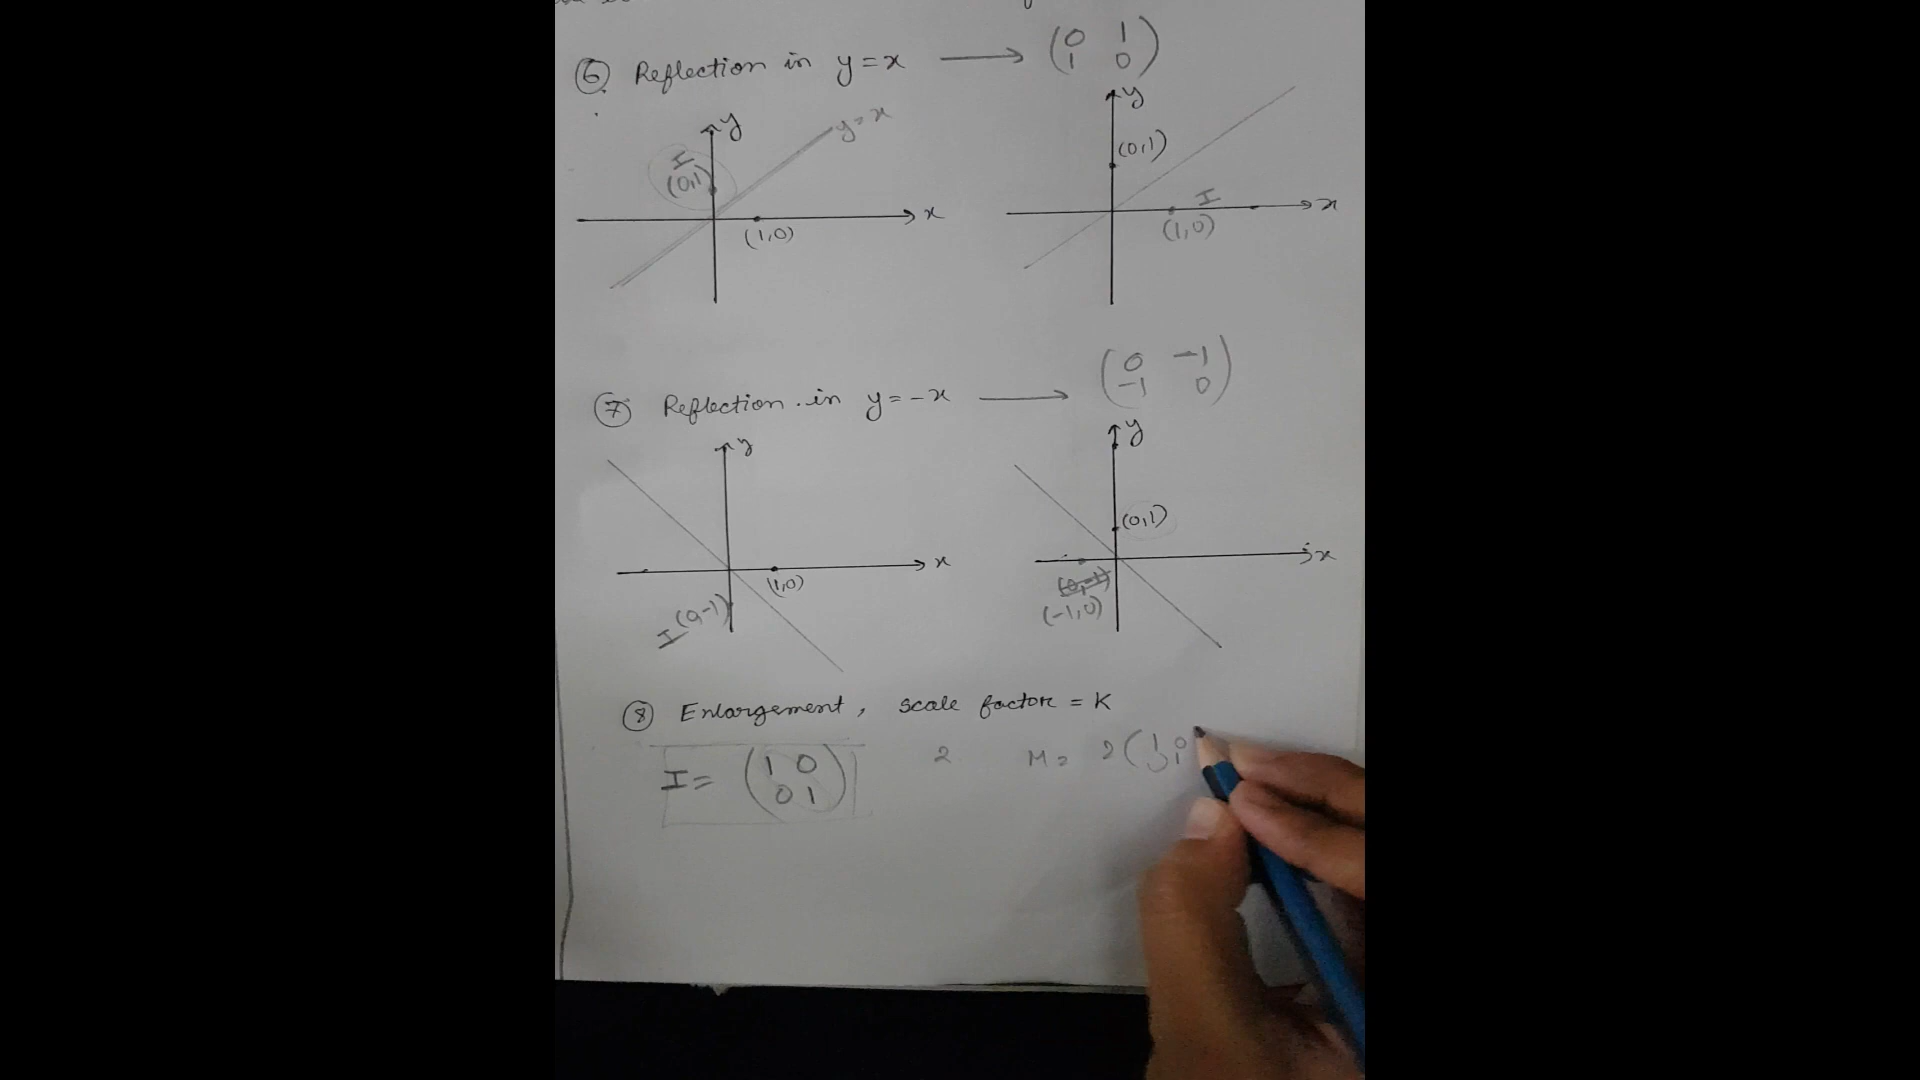 ⑥ Reflection in y=x ⟶ (0 1
1 0)
y
y=x
I
(0,1)
x
(1,0)
y
(0,1)
I
x
(1,0)
⑦ Reflection in y=-x ⟶ (0 -1
-1 0)
y
x
(1,0)
I (0,-1)
y
(0,1)
x
(-1,0)
⑧ Enlargement, scale factor = K
I= (1 0
0 1)
2 M= 2(1 0
0 1